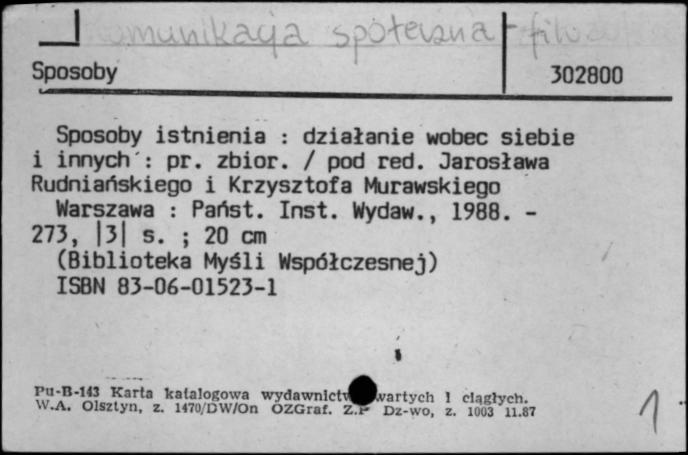 komunikacja społeczna filoz
Sposoby 302800
Sposoby istnienia : działanie wobec siebie
i innych : pr. zbior. / pod red. Jarosława
Rudniańskiego i Krzysztofa Murawskiego
Warszawa : Państ. Inst. Wydaw., 1988. -
273, |3| s. ; 20 cm
(Biblioteka Myśli Współczesnej)
ISBN 83-06-01523-1
Pu-B-143 Karta katalogowa wydawnictw zwartych i ciągłych.
W.A. Olsztyn, z. 1470/DW/On OZGraf. Z.P Dz-wo, z. 1003 11.87
1